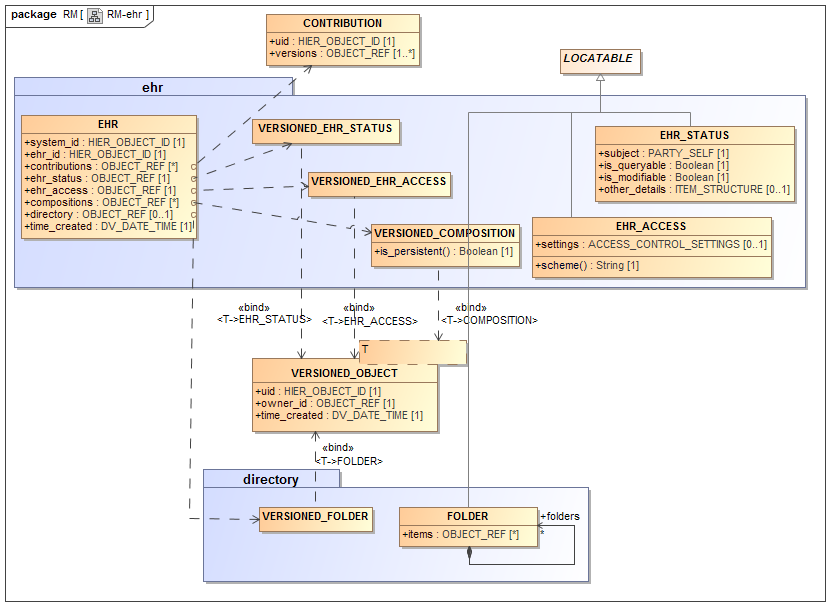 package RM [ RM-ehr ]
CONTRIBUTION
+uid : HIER_OBJECT_ID [1]
+versions : OBJECT_REF [1..*]
LOCATABLE
ehr
EHR
+system_id : HIER_OBJECT_ID [1]
+ehr_id : HIER_OBJECT_ID [1]
+contributions : OBJECT_REF [*]
+ehr_status : OBJECT_REF [1]
+ehr_access : OBJECT_REF [1]
+compositions : OBJECT_REF [*]
+directory : OBJECT_REF [0..1]
+time_created : DV_DATE_TIME [1]
VERSIONED_EHR_STATUS
VERSIONED_EHR_ACCESS
VERSIONED_COMPOSITION
+is_persistent() : Boolean [1]
EHR_STATUS
+subject : PARTY_SELF [1]
+is_queryable : Boolean [1]
+is_modifiable : Boolean [1]
+other_details : ITEM_STRUCTURE [0..1]
EHR_ACCESS
+settings : ACCESS_CONTROL_SETTINGS [0..1]
+scheme() : String [1]
«bind»
<T->EHR_STATUS>
«bind»
<T->EHR_ACCESS>
«bind»
<T->COMPOSITION>
T
VERSIONED_OBJECT
+uid : HIER_OBJECT_ID [1]
+owner_id : OBJECT_REF [1]
+time_created : DV_DATE_TIME [1]
«bind»
<T->FOLDER>
directory
VERSIONED_FOLDER
FOLDER
+items : OBJECT_REF [*]
+folders
*